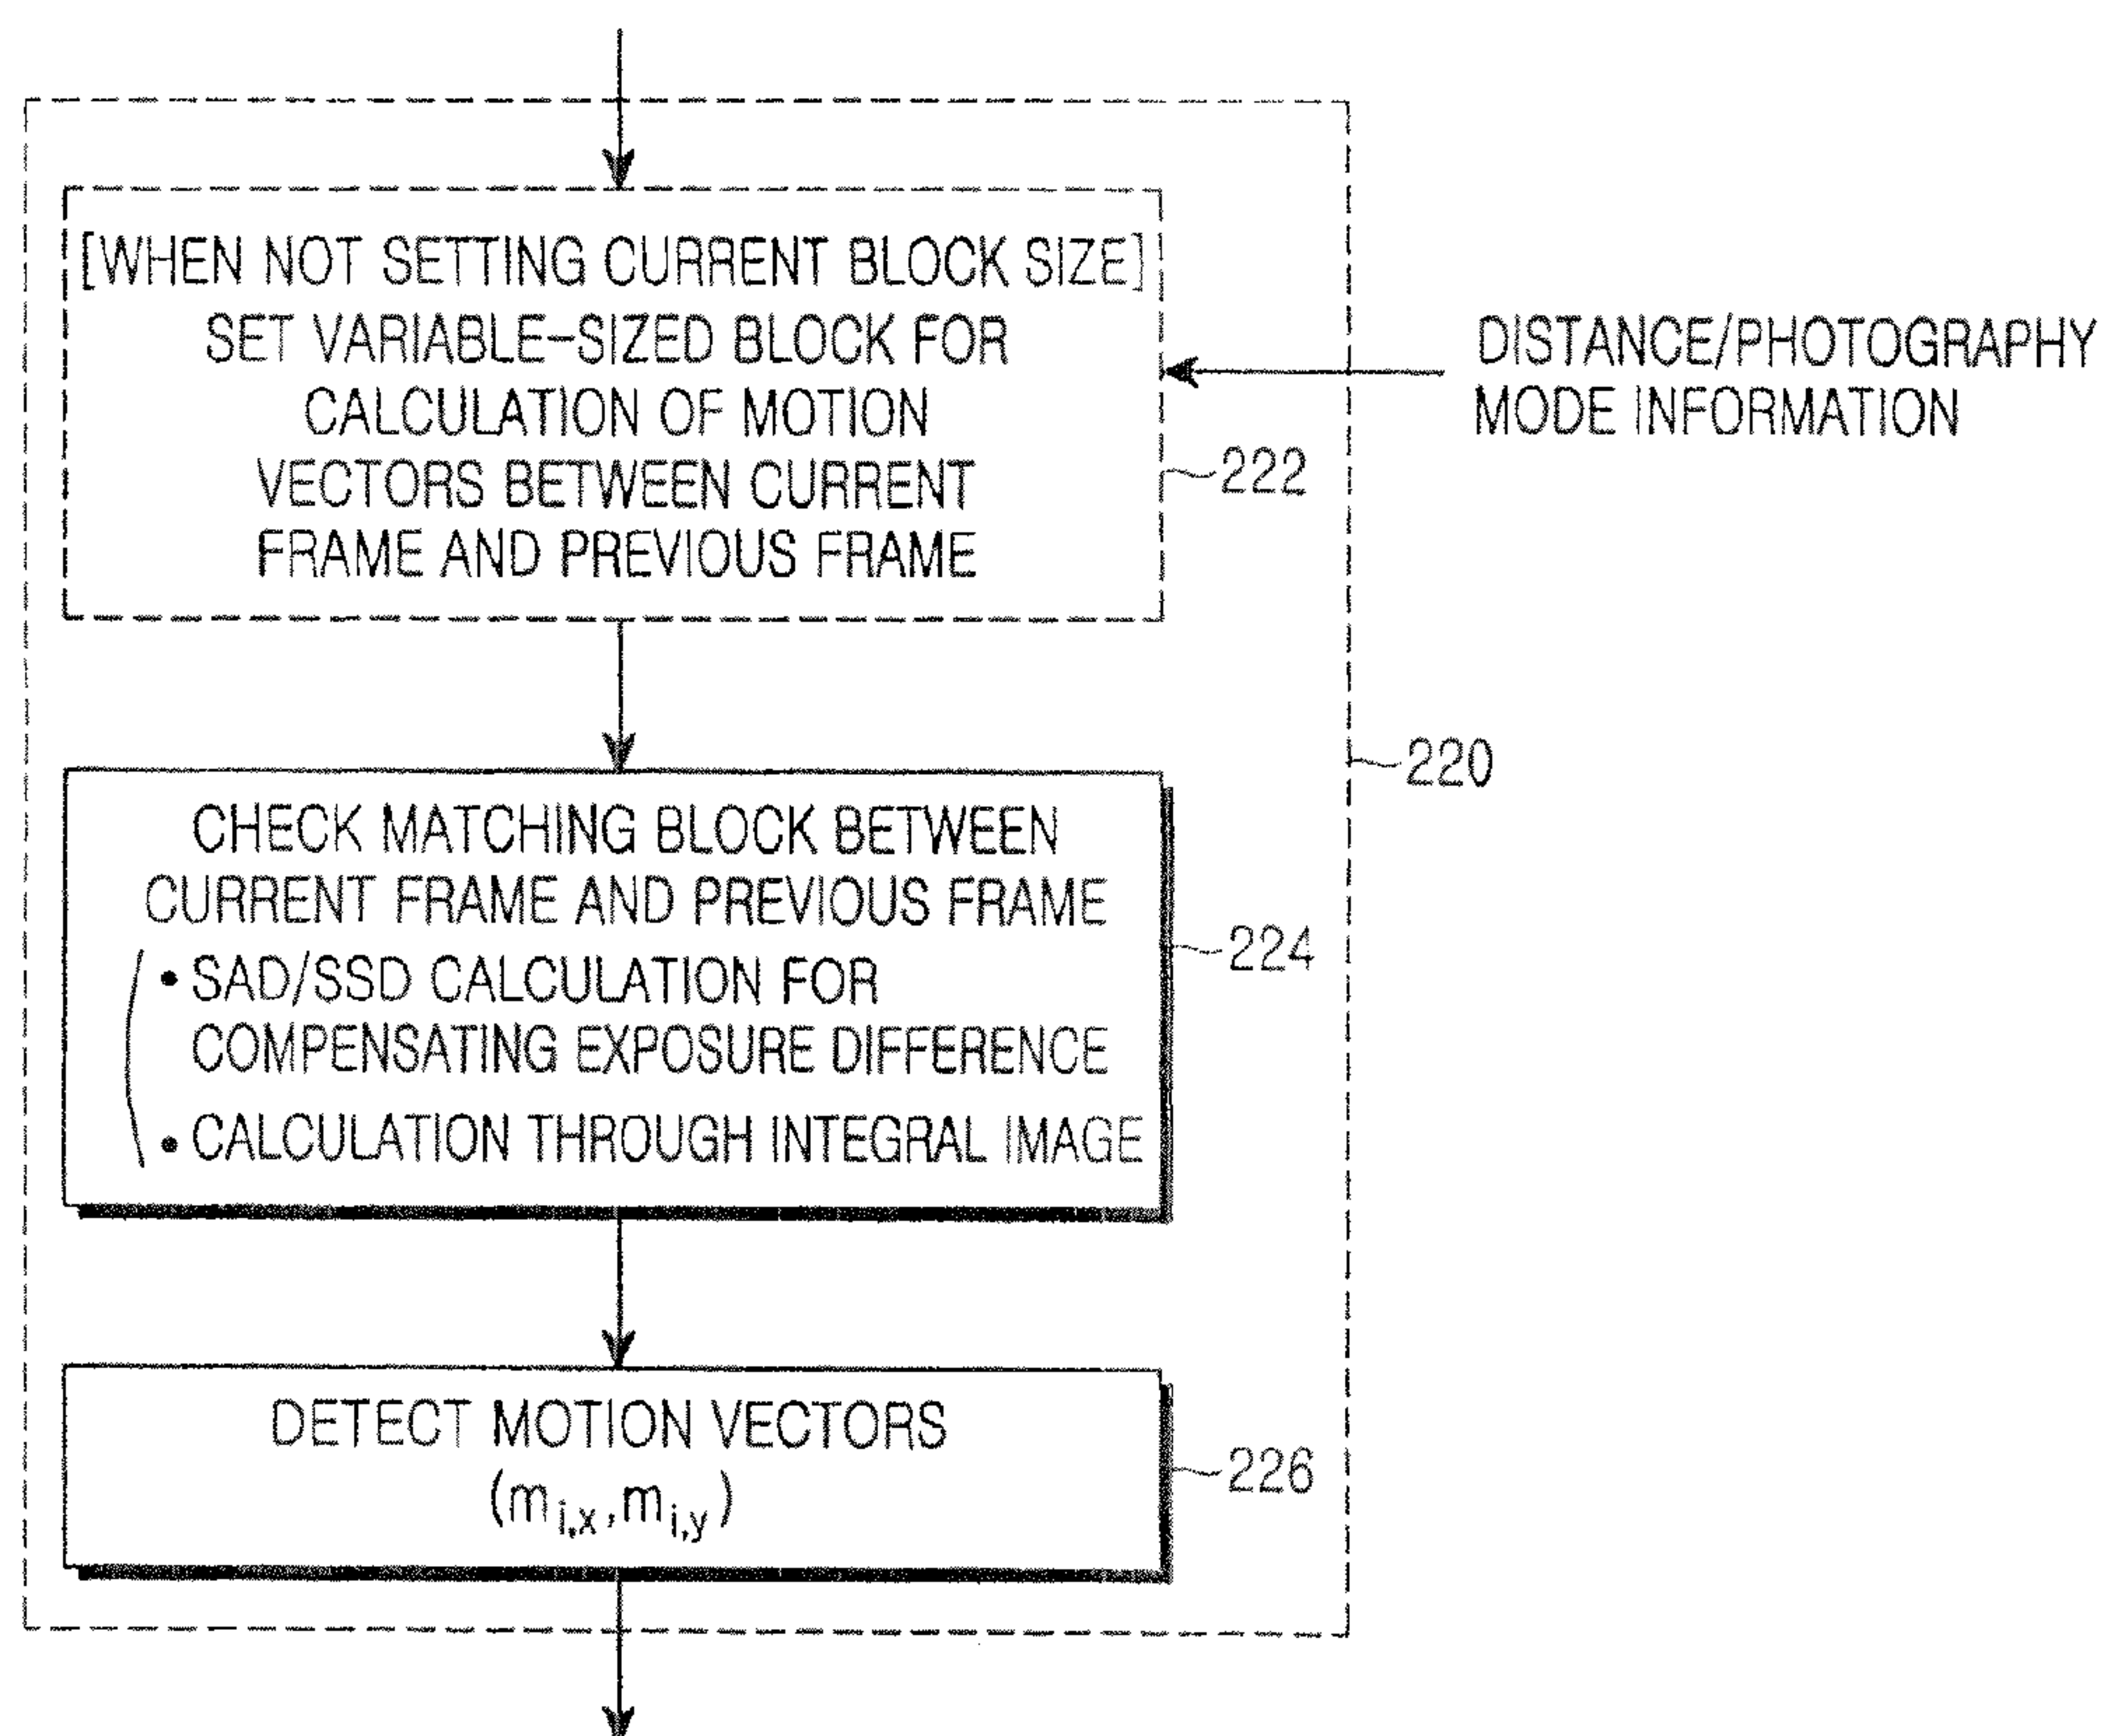 [WHEN NOT SETTING CURRENT BLOCK SIZE]
SET VARIABLE-SIZED BLOCK FOR
CALCULATION OF MOTION
VECTORS BETWEEN CURRENT
FRAME AND PREVIOUS FRAME
222
DISTANCE/PHOTOGRAPHY
MODE INFORMATION
220
CHECK MATCHING BLOCK BETWEEN
CURRENT FRAME AND PREVIOUS FRAME
• SAD/SSD CALCULATION FOR
COMPENSATING EXPOSURE DIFFERENCE
• CALCULATION THROUGH INTEGRAL IMAGE
224
DETECT MOTION VECTORS
(m_{i,x}, m_{i,y})
226